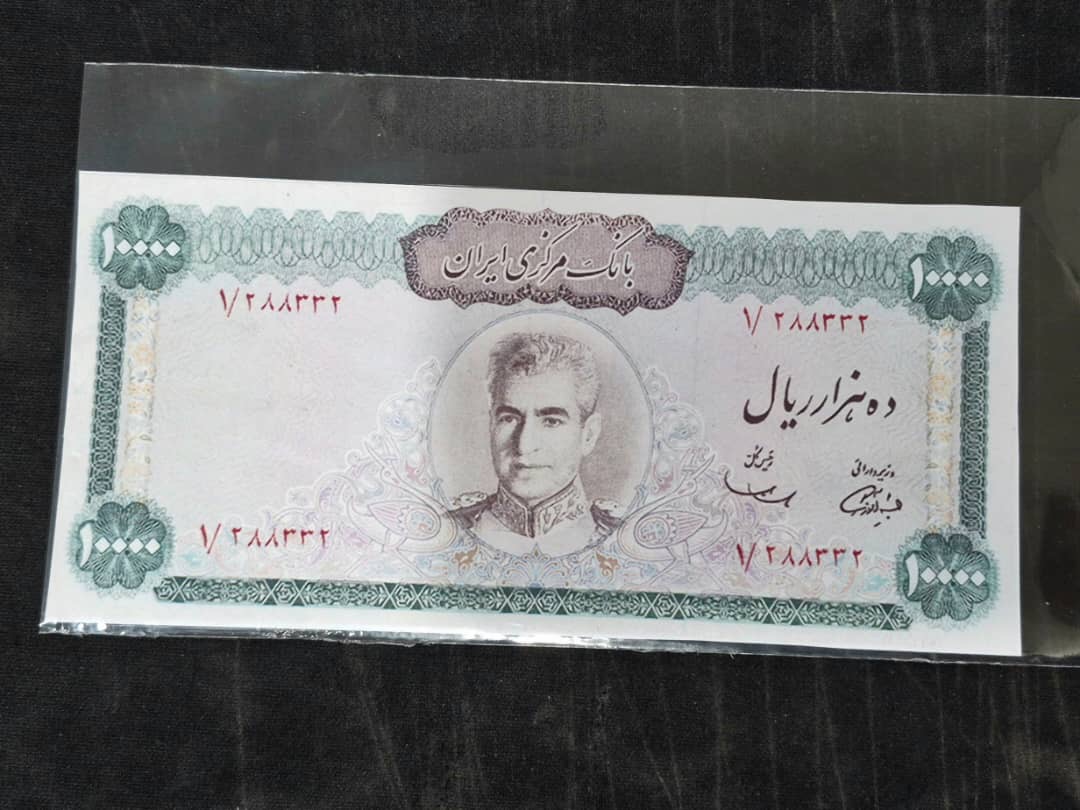 بانک مرکزی ایران
۱۰۰۰۰
۱۰۰۰۰
۱/۲۸۸۳۳۲
۱/۲۸۸۳۳۲
ده هزار ریال
رئیس کل
وزیر دارائی
۱/۲۸۸۳۳۲
۱/۲۸۸۳۳۲
۱۰۰۰۰
۱۰۰۰۰